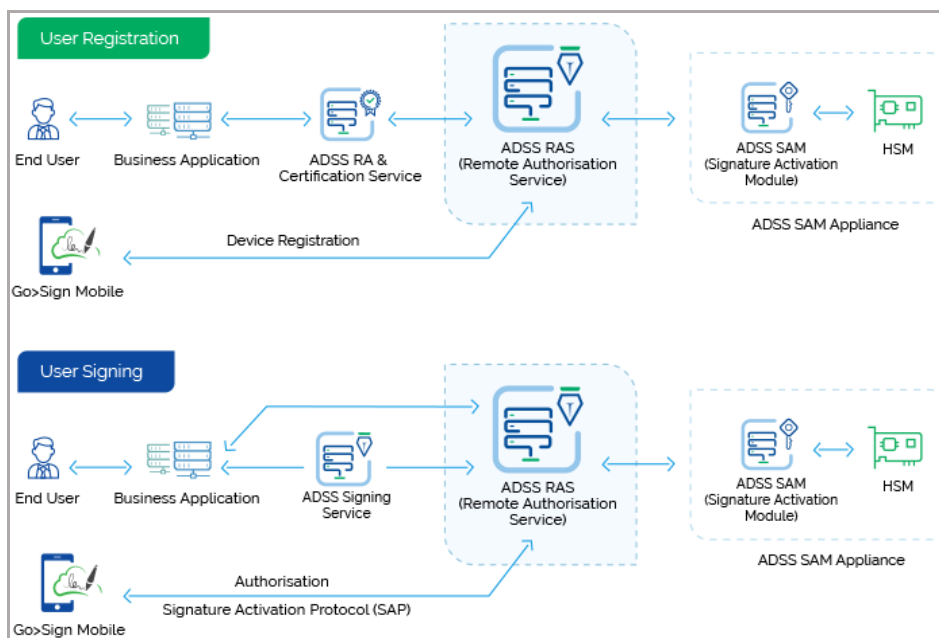 User Registration
End User
Business Application
ADSS RA &
Certification Service
ADSS RAS
(Remote Authorisation
Service)
ADSS SAM
(Signature Activation
Module)
HSM
ADSS SAM Appliance
Device Registration
Go>Sign Mobile
User Signing
End User
Business Application
ADSS Signing
Service
ADSS RAS
(Remote Authorisation
Service)
ADSS SAM
(Signature Activation
Module)
HSM
ADSS SAM Appliance
Authorisation
Signature Activation Protocol (SAP)
Go>Sign Mobile